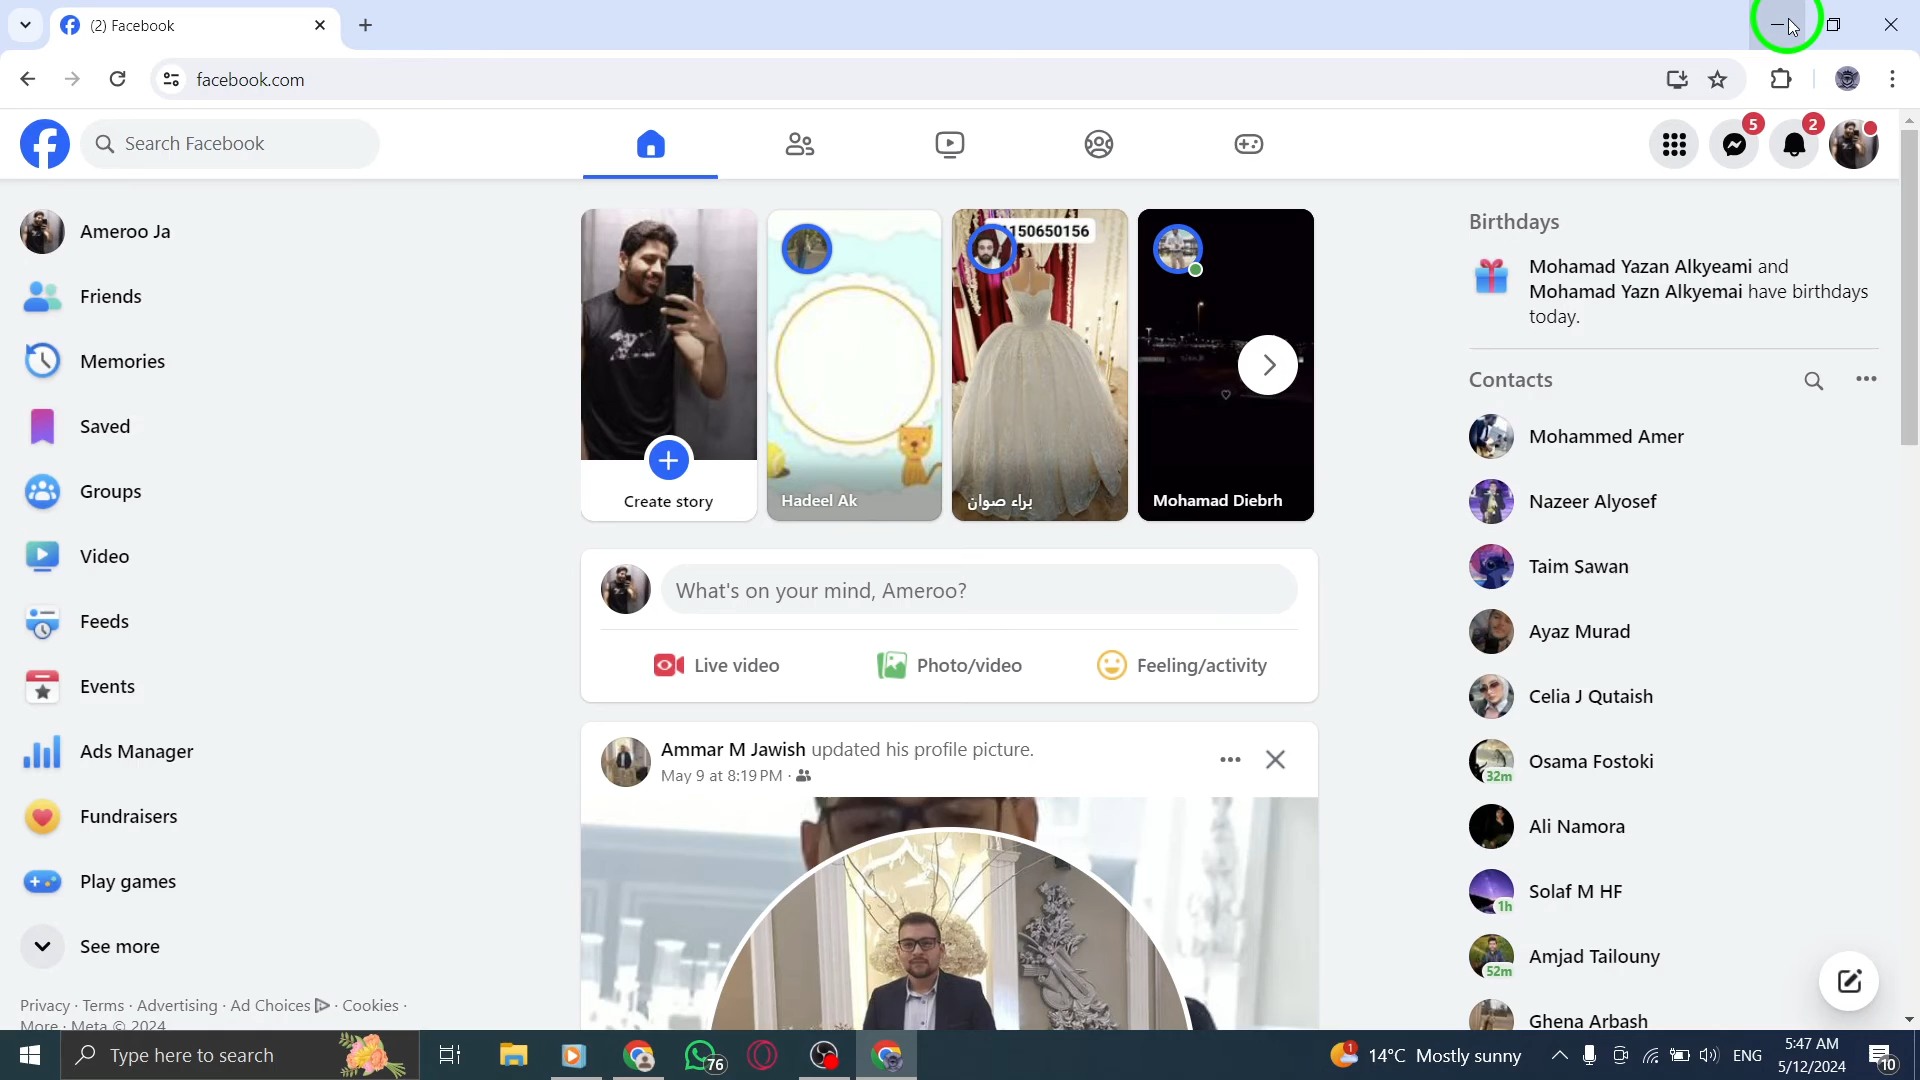 (2) Facebook
facebook.com
Search Facebook
5
2
Ameroo Ja
Friends
Memories
Saved
Groups
Video
Feeds
Events
Ads Manager
Fundraisers
Play games
See more
Privacy · Terms · Advertising · Ad Choices · Cookies ·
More · Meta © 2024
Create story
Hadeel Ak
150650156
براء صوان
Mohamad Diebrh
What's on your mind, Ameroo?
Live video
Photo/video
Feeling/activity
Ammar M Jawish updated his profile picture.
May 9 at 8:19 PM ·
Birthdays
Mohamad Yazan Alkyeami and
Mohamad Yazn Alkyemai have birthdays
today.
Contacts
Mohammed Amer
Nazeer Alyosef
Taim Sawan
Ayaz Murad
Celia J Qutaish
Osama Fostoki
32m
Ali Namora
Solaf M HF
1h
Amjad Tailouny
52m
Ghena Arbash
Type here to search
76
1
14°C Mostly sunny
ENG
5:47 AM
5/12/2024
10